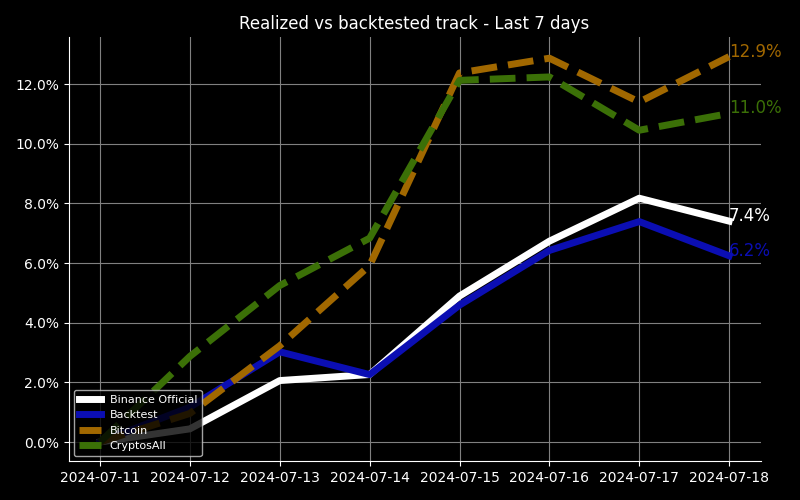 Realized vs backtested track - Last 7 days
12.9%
12.0%
11.0%
10.0%
8.0%
7.4%
6.2%
6.0%
4.0%
2.0%
0.0%
Binance Official
Backtest
Bitcoin
CryptosAll
2024-07-11 2024-07-12 2024-07-13 2024-07-14 2024-07-15 2024-07-16 2024-07-17 2024-07-18